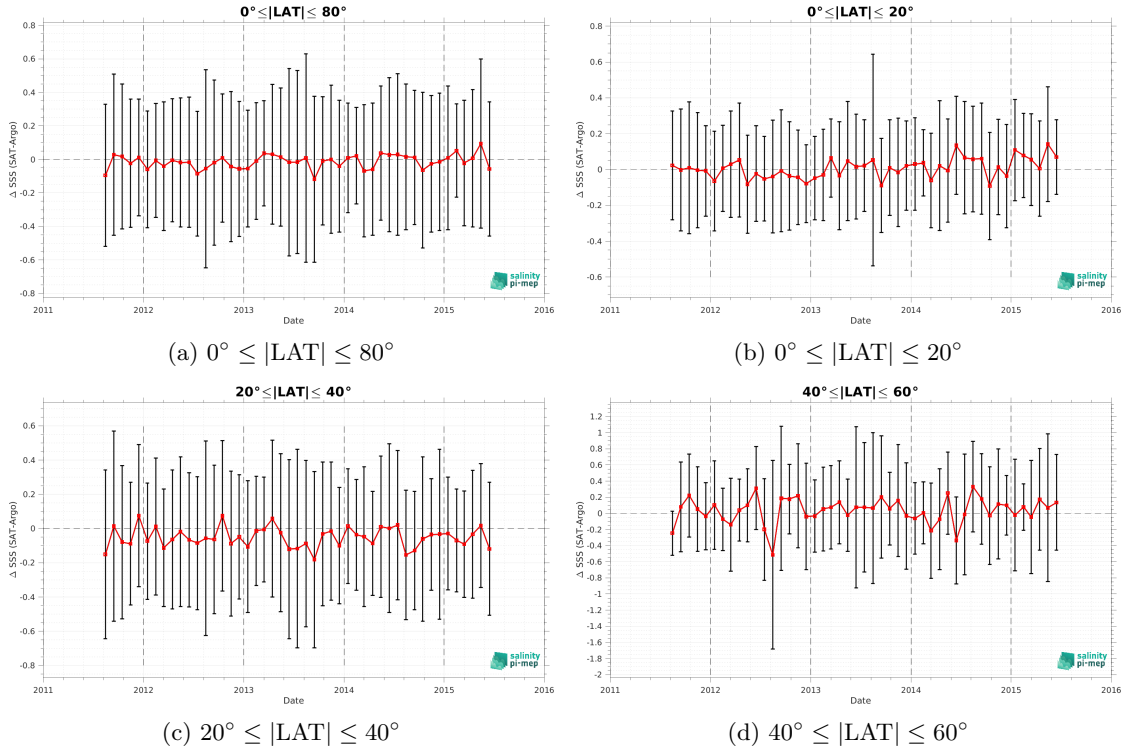 0°≤|LAT|≤ 80°
0.8
0.6
0.4
0.2
0
-0.2
-0.4
-0.6
-0.8
Δ SSS (SAT-Argo)
2011 2012 2013 2014 2015 2016
Date
salinity
pi-mep
(a) 0° ≤ |LAT| ≤ 80°
0°≤|LAT|≤ 20°
0.8
0.6
0.4
0.2
0
-0.2
-0.4
-0.6
Δ SSS (SAT-Argo)
2011 2012 2013 2014 2015 2016
Date
salinity
pi-mep
(b) 0° ≤ |LAT| ≤ 20°
20°≤|LAT|≤ 40°
0.6
0.4
0.2
0
-0.2
-0.4
-0.6
-0.8
Δ SSS (SAT-Argo)
2011 2012 2013 2014 2015 2016
Date
salinity
pi-mep
(c) 20° ≤ |LAT| ≤ 40°
40°≤|LAT|≤ 60°
1.2
1
0.8
0.6
0.4
0.2
0
-0.2
-0.4
-0.6
-0.8
-1
-1.2
-1.4
-1.6
-1.8
-2
Δ SSS (SAT-Argo)
2011 2012 2013 2014 2015 2016
Date
salinity
pi-mep
(d) 40° ≤ |LAT| ≤ 60°